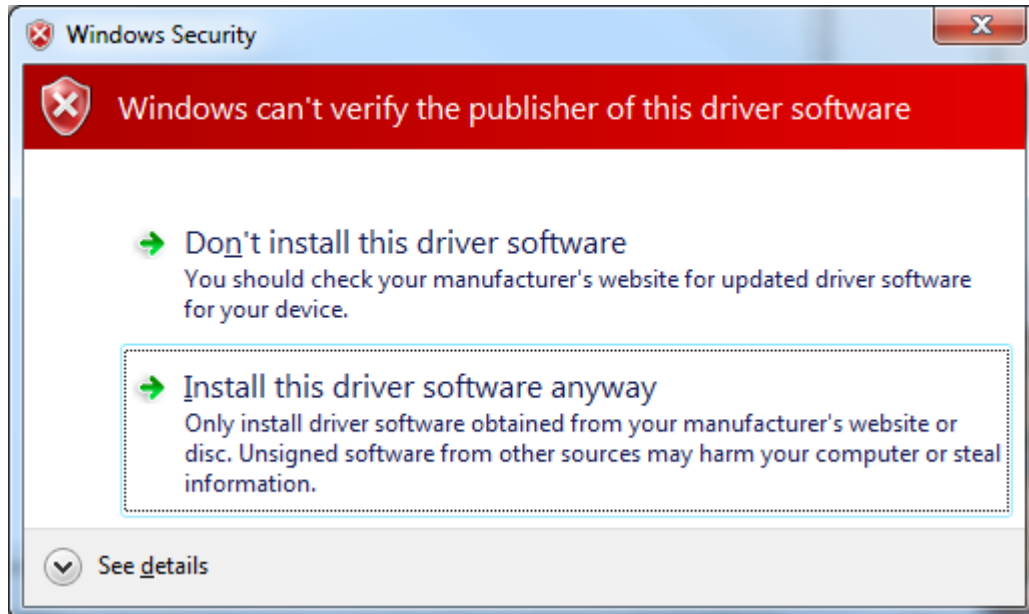 Windows Security
Windows can't verify the publisher of this driver software
Don't install this driver software
You should check your manufacturer's website for updated driver software
for your device.
Install this driver software anyway
Only install driver software obtained from your manufacturer's website or
disc. Unsigned software from other sources may harm your computer or steal
information.
See details